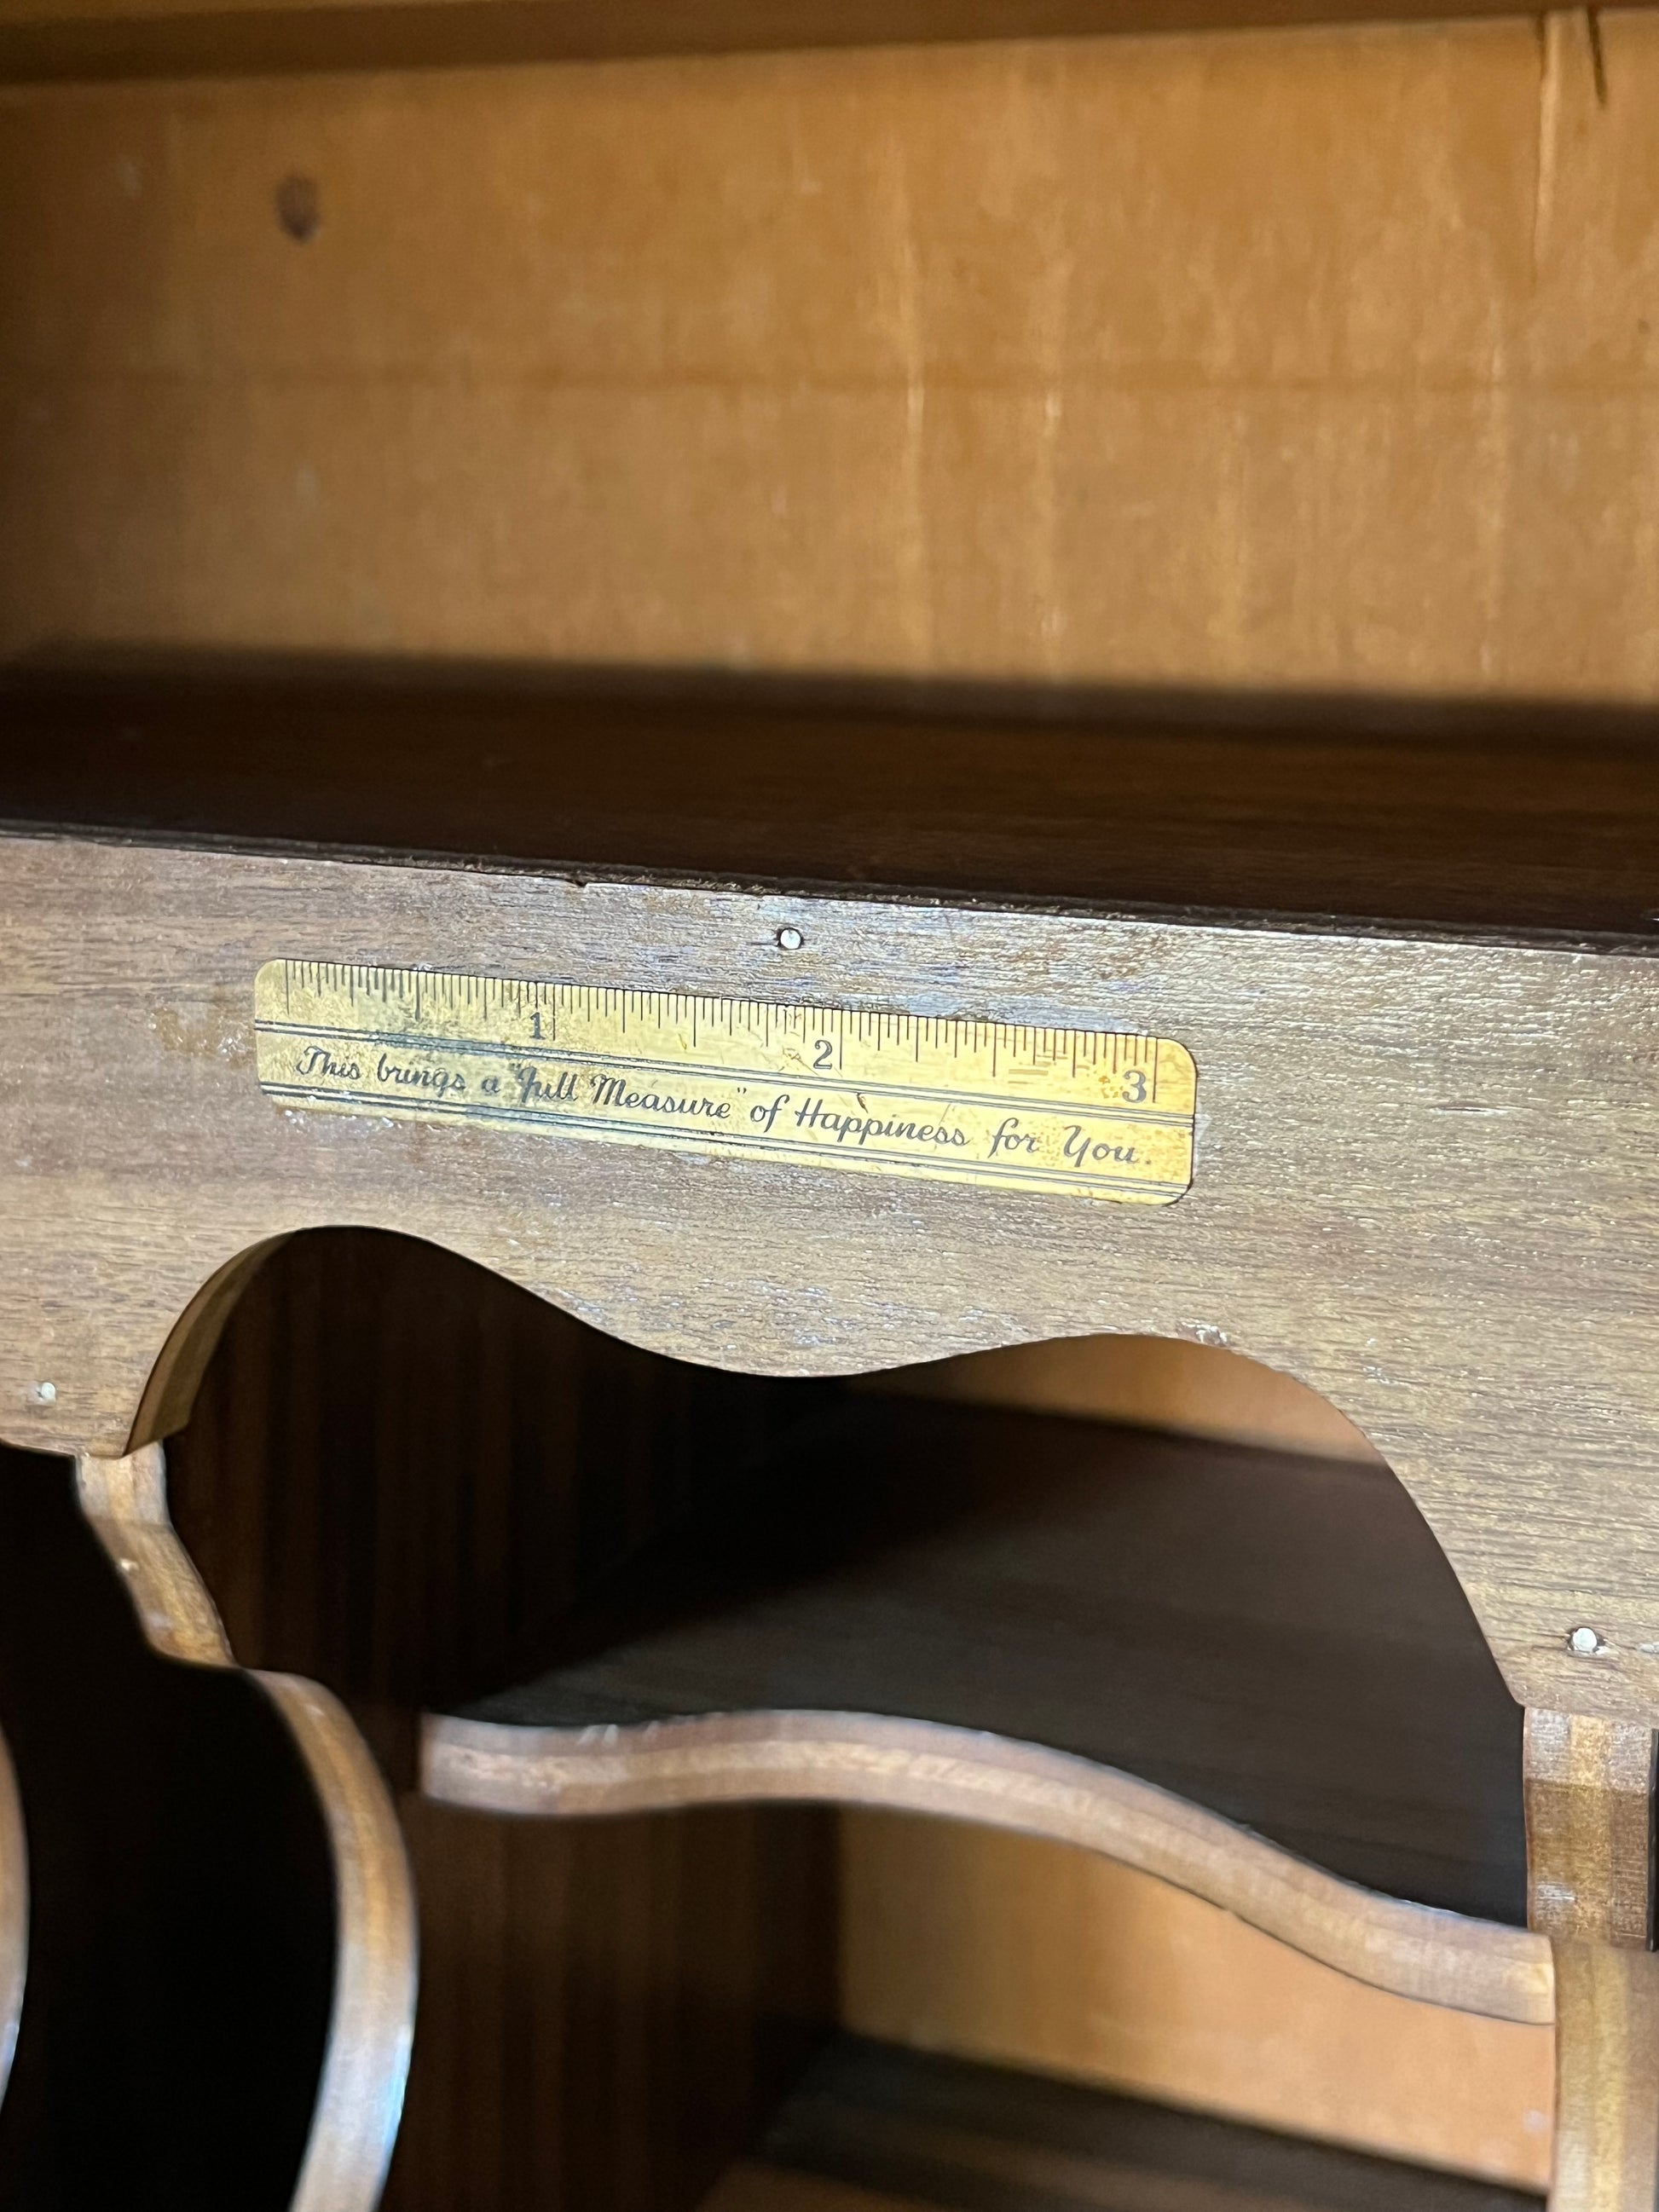 1 2 3
This brings a "Full Measure" of Happiness for You.